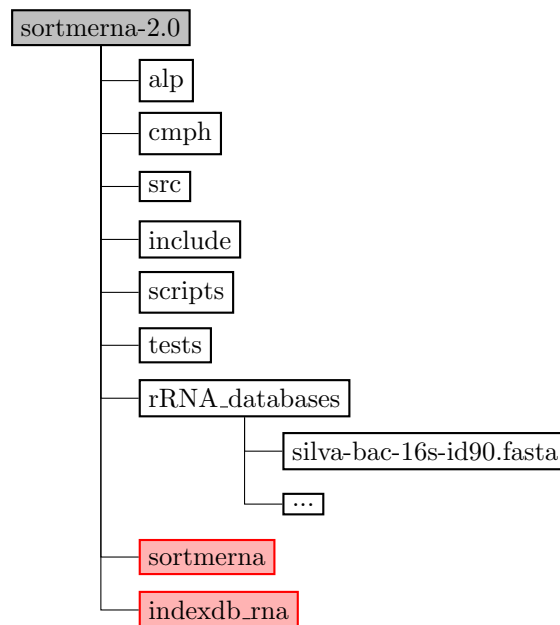 sortmerna-2.0
alp
cmph
src
include
scripts
tests
rRNA_databases
silva-bac-16s-id90.fasta
...
sortmerna
indexdb_rna